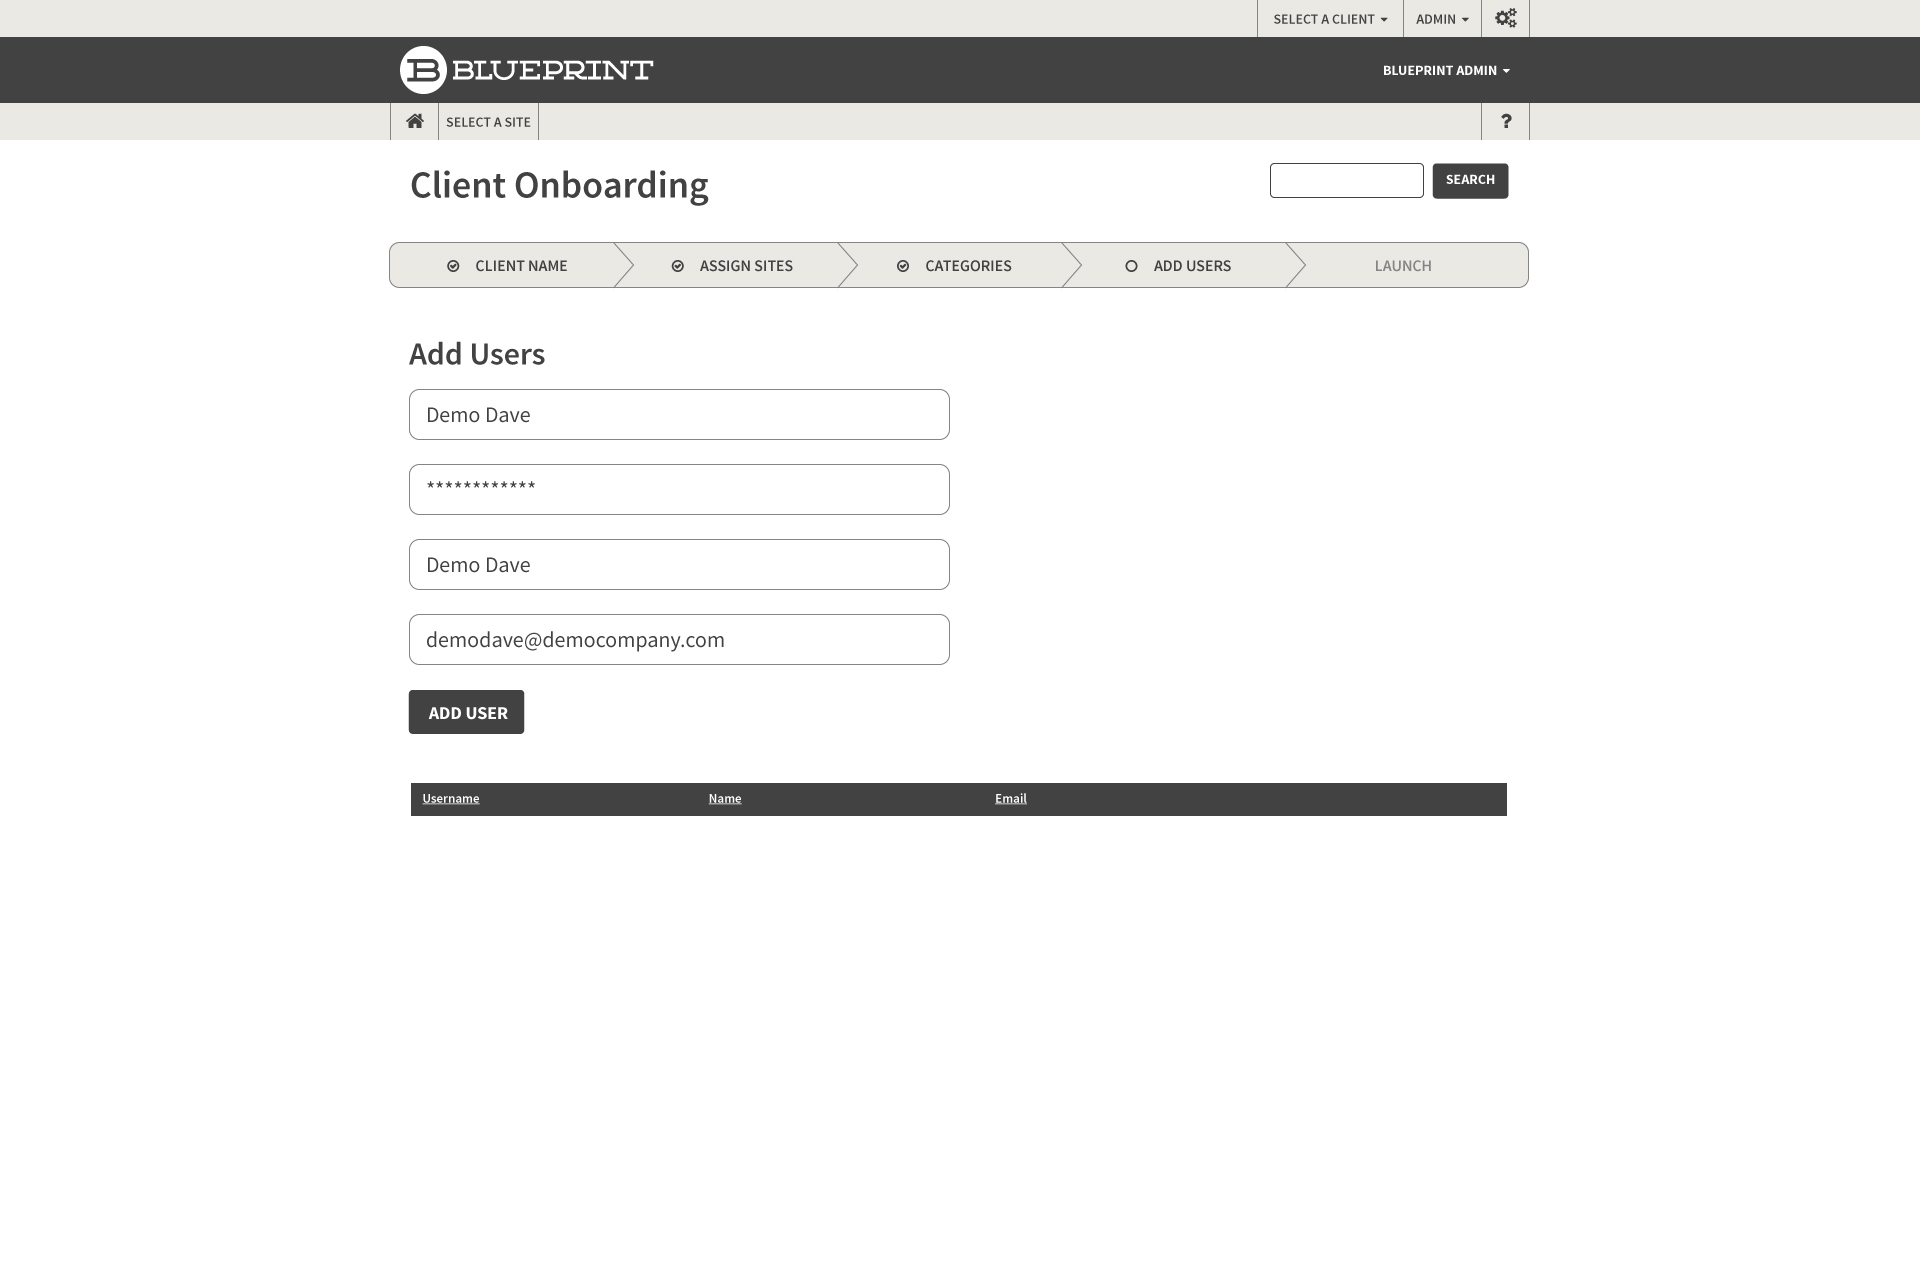 SELECT A CLIENT
ADMIN
BLUEPRINT
BLUEPRINT ADMIN
SELECT A SITE
?
Client Onboarding
SEARCH
CLIENT NAME
ASSIGN SITES
CATEGORIES
ADD USERS
LAUNCH
Add Users
Demo Dave
************
Demo Dave
demodave@democompany.com
ADD USER
Username
Name
Email